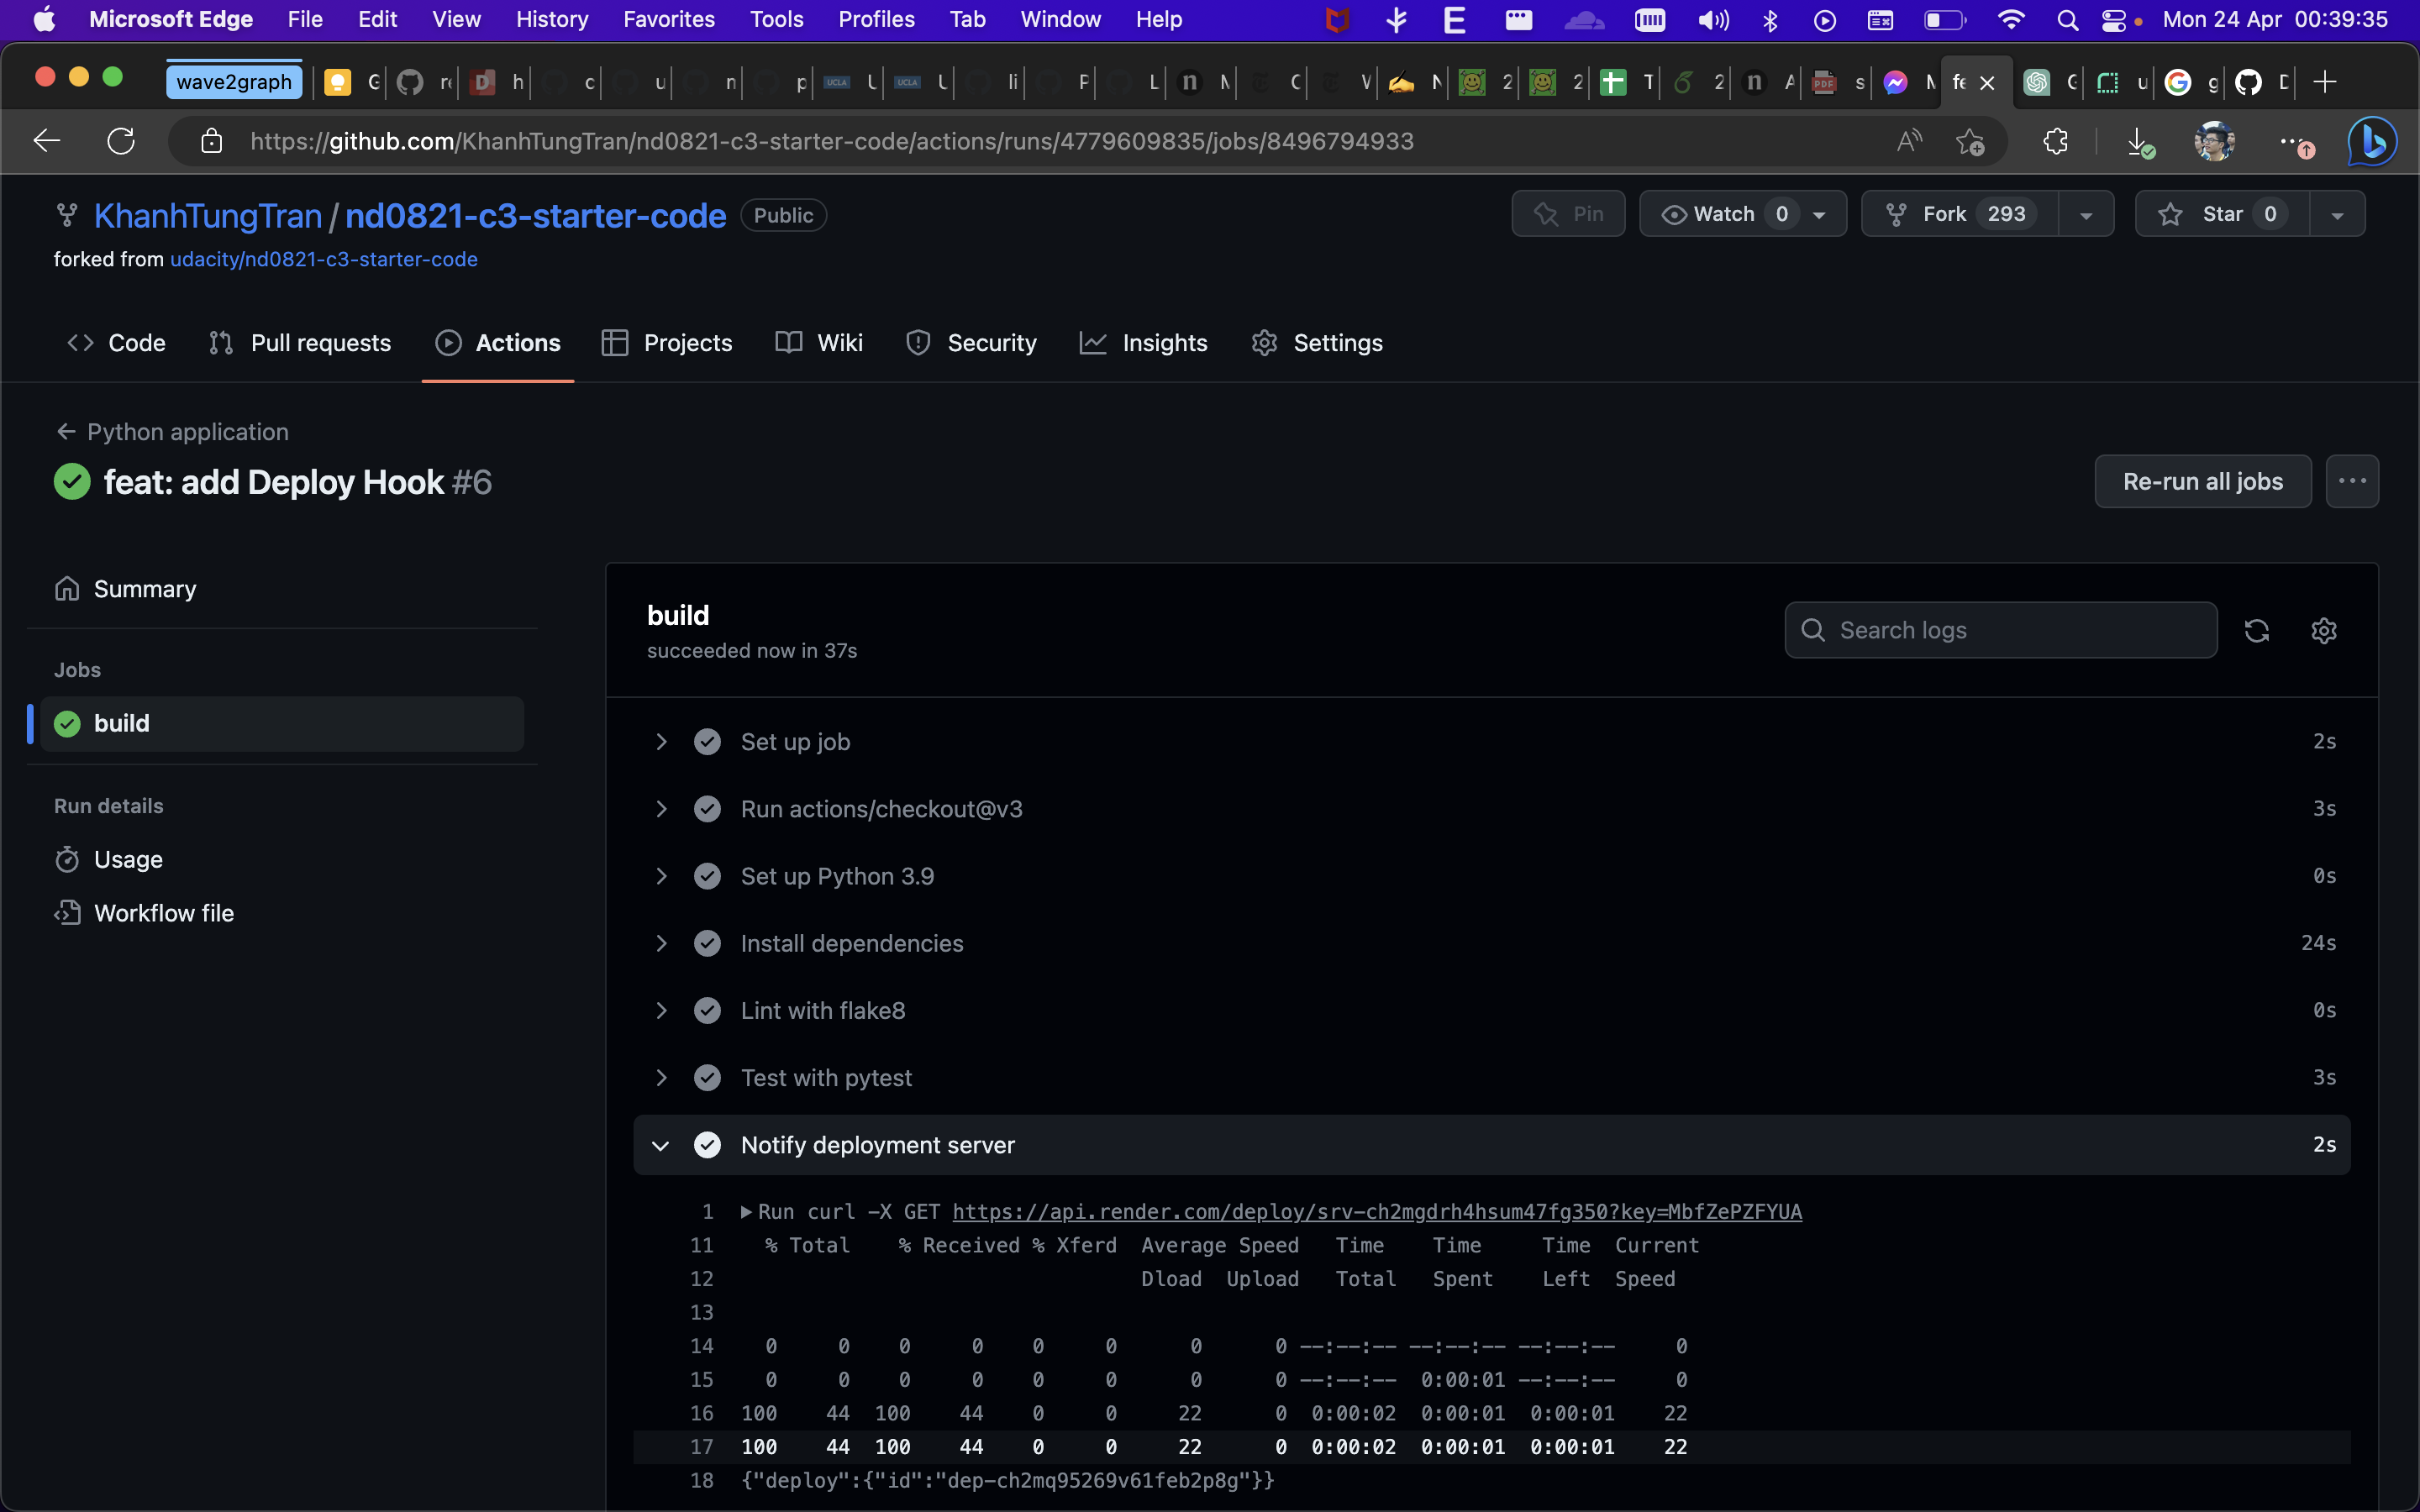 Microsoft Edge File Edit View History Favorites Tools Profiles Tab Window Help Mon 24 Apr 00:39:35
wave2graph
https://github.com/KhanhTungTran/nd0821-c3-starter-code/actions/runs/4779609835/jobs/8496794933
KhanhTungTran / nd0821-c3-starter-code Public
Pin Watch 0 Fork 293 Star 0
forked from udacity/nd0821-c3-starter-code
Code Pull requests Actions Projects Wiki Security Insights Settings
← Python application
feat: add Deploy Hook #6
Re-run all jobs
Summary
Jobs
build
Run details
Usage
Workflow file
build
succeeded now in 37s
Search logs
Set up job 2s
Run actions/checkout@v3 3s
Set up Python 3.9 0s
Install dependencies 24s
Lint with flake8 0s
Test with pytest 3s
Notify deployment server 2s
1 Run curl -X GET https://api.render.com/deploy/srv-ch2mgdrh4hsum47fg350?key=MbfZePZFYUA
11 % Total % Received % Xferd Average Speed Time Time Time Current
12 Dload Upload Total Spent Left Speed
13
14 0 0 0 0 0 0 0 0 --:--:-- --:--:-- --:--:-- 0
15 0 0 0 0 0 0 0 0 --:--:-- 0:00:01 --:--:-- 0
16 100 44 100 44 0 0 22 0 0:00:02 0:00:01 0:00:01 22
17 100 44 100 44 0 0 22 0 0:00:02 0:00:01 0:00:01 22
18 {"deploy":{"id":"dep-ch2mq95269v61feb2p8g"}}